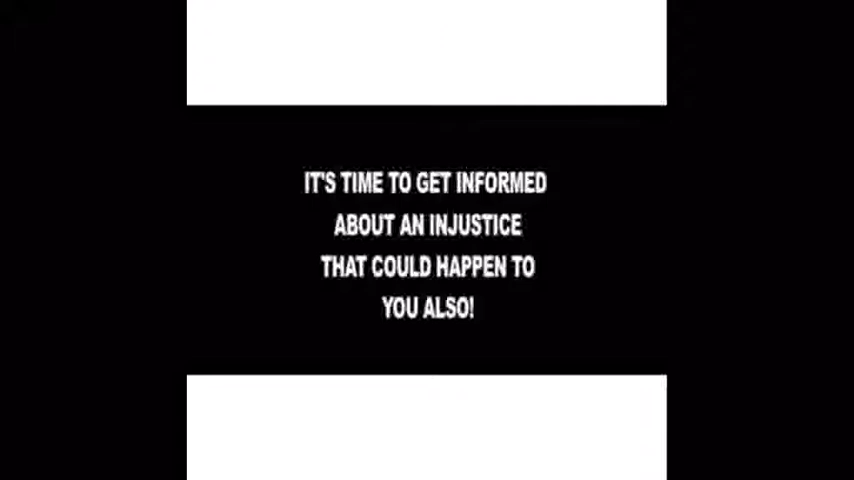 IT'S TIME TO GET INFORMED
ABOUT AN INJUSTICE
THAT COULD HAPPEN TO
YOU ALSO!